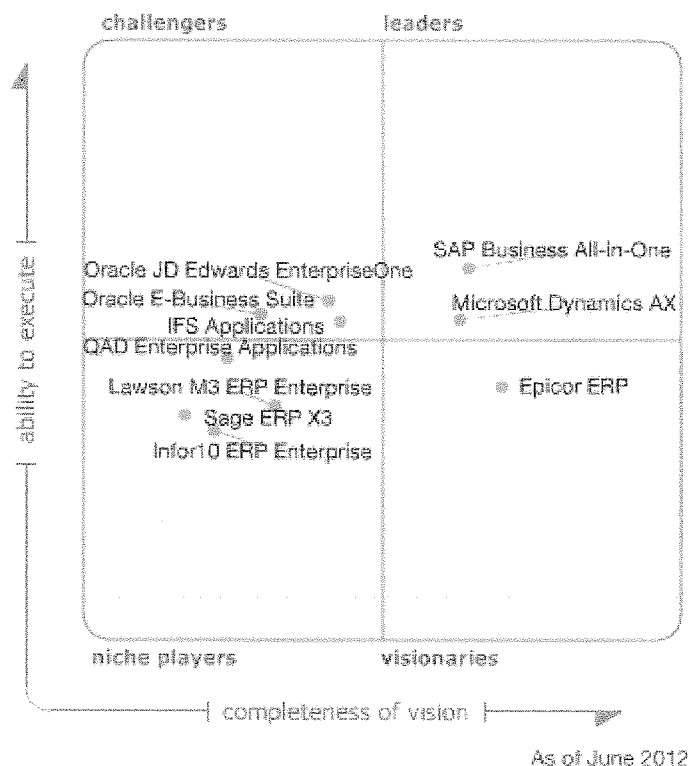 challengers
leaders
ability to execute
SAP Business All-in-One
Oracle JD Edwards EnterpriseOne
Oracle E-Business Suite
Microsoft Dynamics AX
IFS Applications
QAD Enterprise Applications
Lawson M3 ERP Enterprise
Epicor ERP
Sage ERP X3
Infor10 ERP Enterprise
niche players
visionaries
completeness of vision
As of June 2012